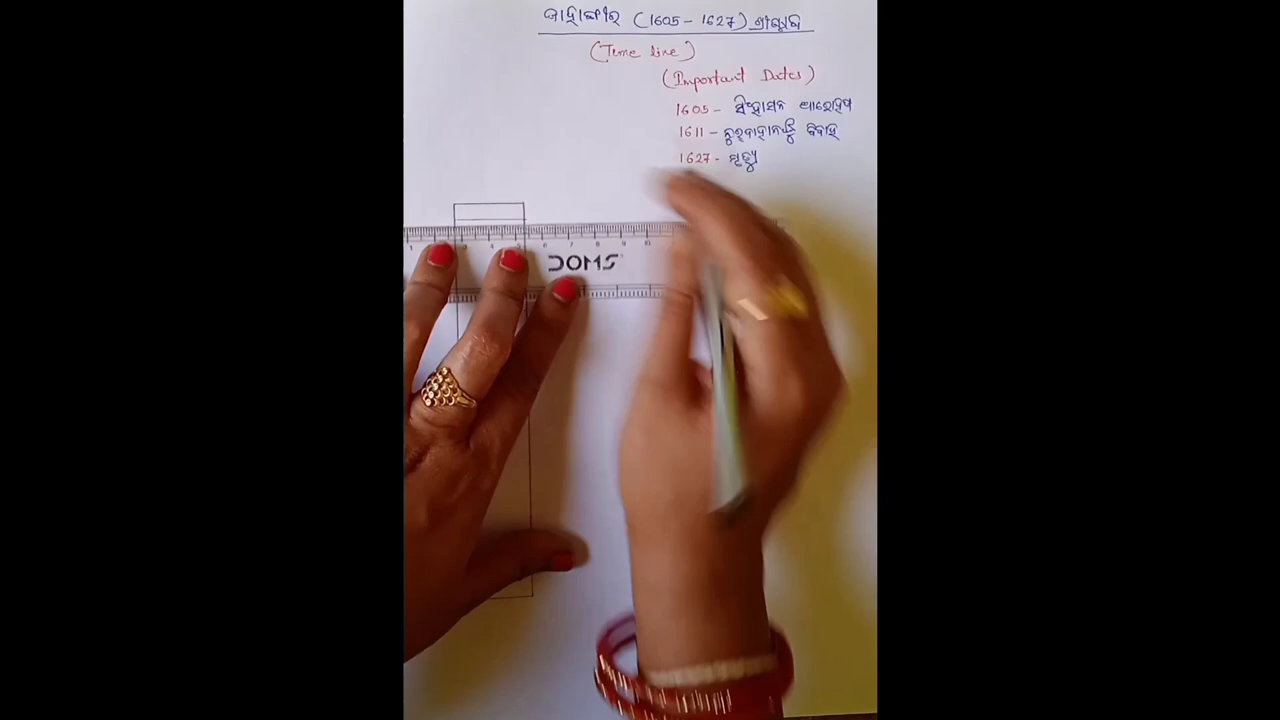 ଜାହାଙ୍ଗୀର (1605 - 1627) ଖ୍ରୀଷ୍ଟାବ୍ଦ
(Time line)
(Important Dates)
1605 - ସିଂହାସନ ଆରୋହଣ
1611 - ନୁରଜାହାନଙ୍କୁ ବିବାହ
1627 - ମୃତ୍ୟୁ
DOMS